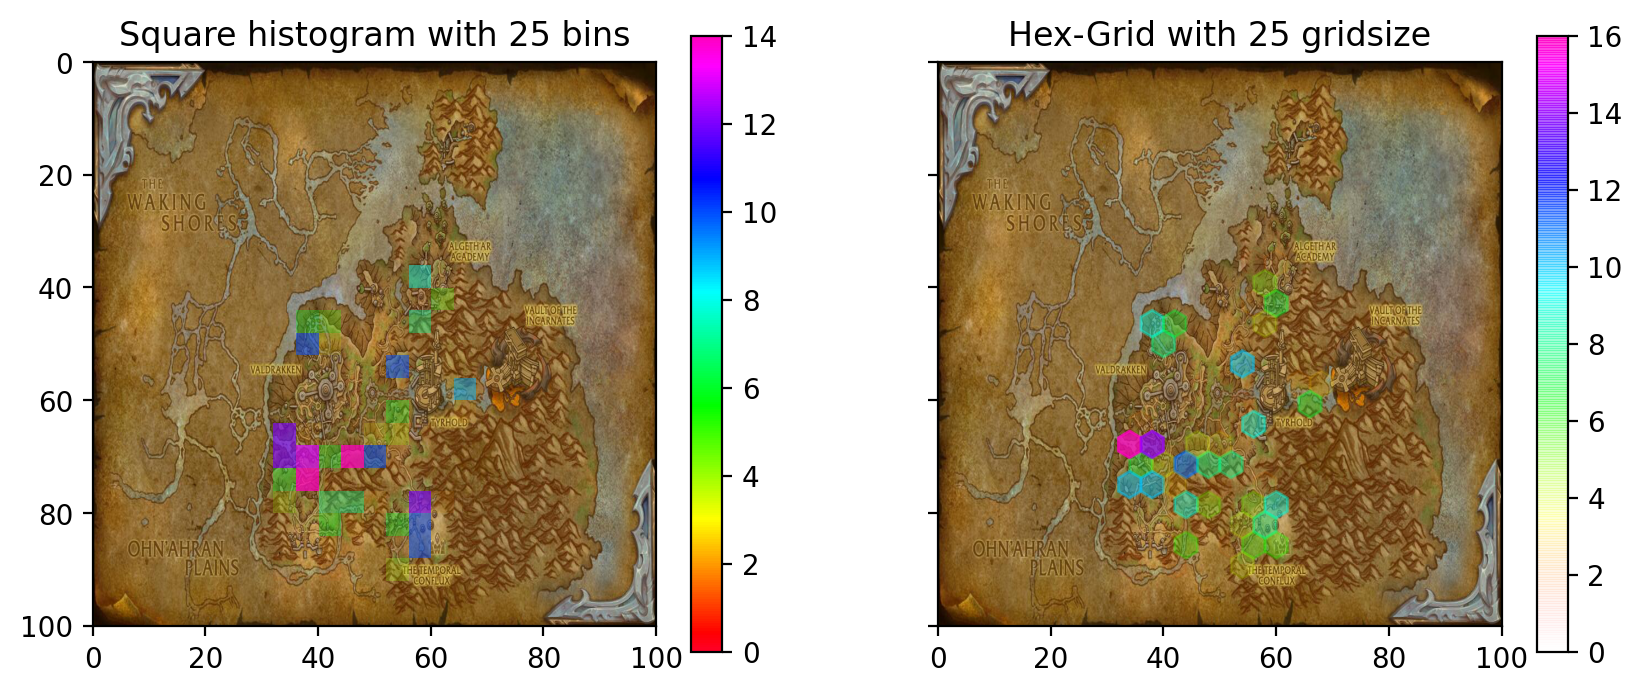 Square histogram with 25 bins
0
20
40
60
80
100
0
20
40
60
80
100
THE
WAKING
SHORES
ALGETH'AR
ACADEMY
VAULT OF THE
INCARNATES
VALDRAKKEN
TYRHOLD
OHN'AHRAN
PLAINS
THE TEMPORAL
CONFLUX
14
12
10
8
6
4
2
0
Hex-Grid with 25 gridsize
THE
WAKING
SHORES
ALGETH'AR
ACADEMY
VAULT OF THE
INCARNATES
VALDRAKKEN
TYRHOLD
OHN'AHRAN
PLAINS
THE TEMPORAL
CONFLUX
0
20
40
60
80
100
16
14
12
10
8
6
4
2
0